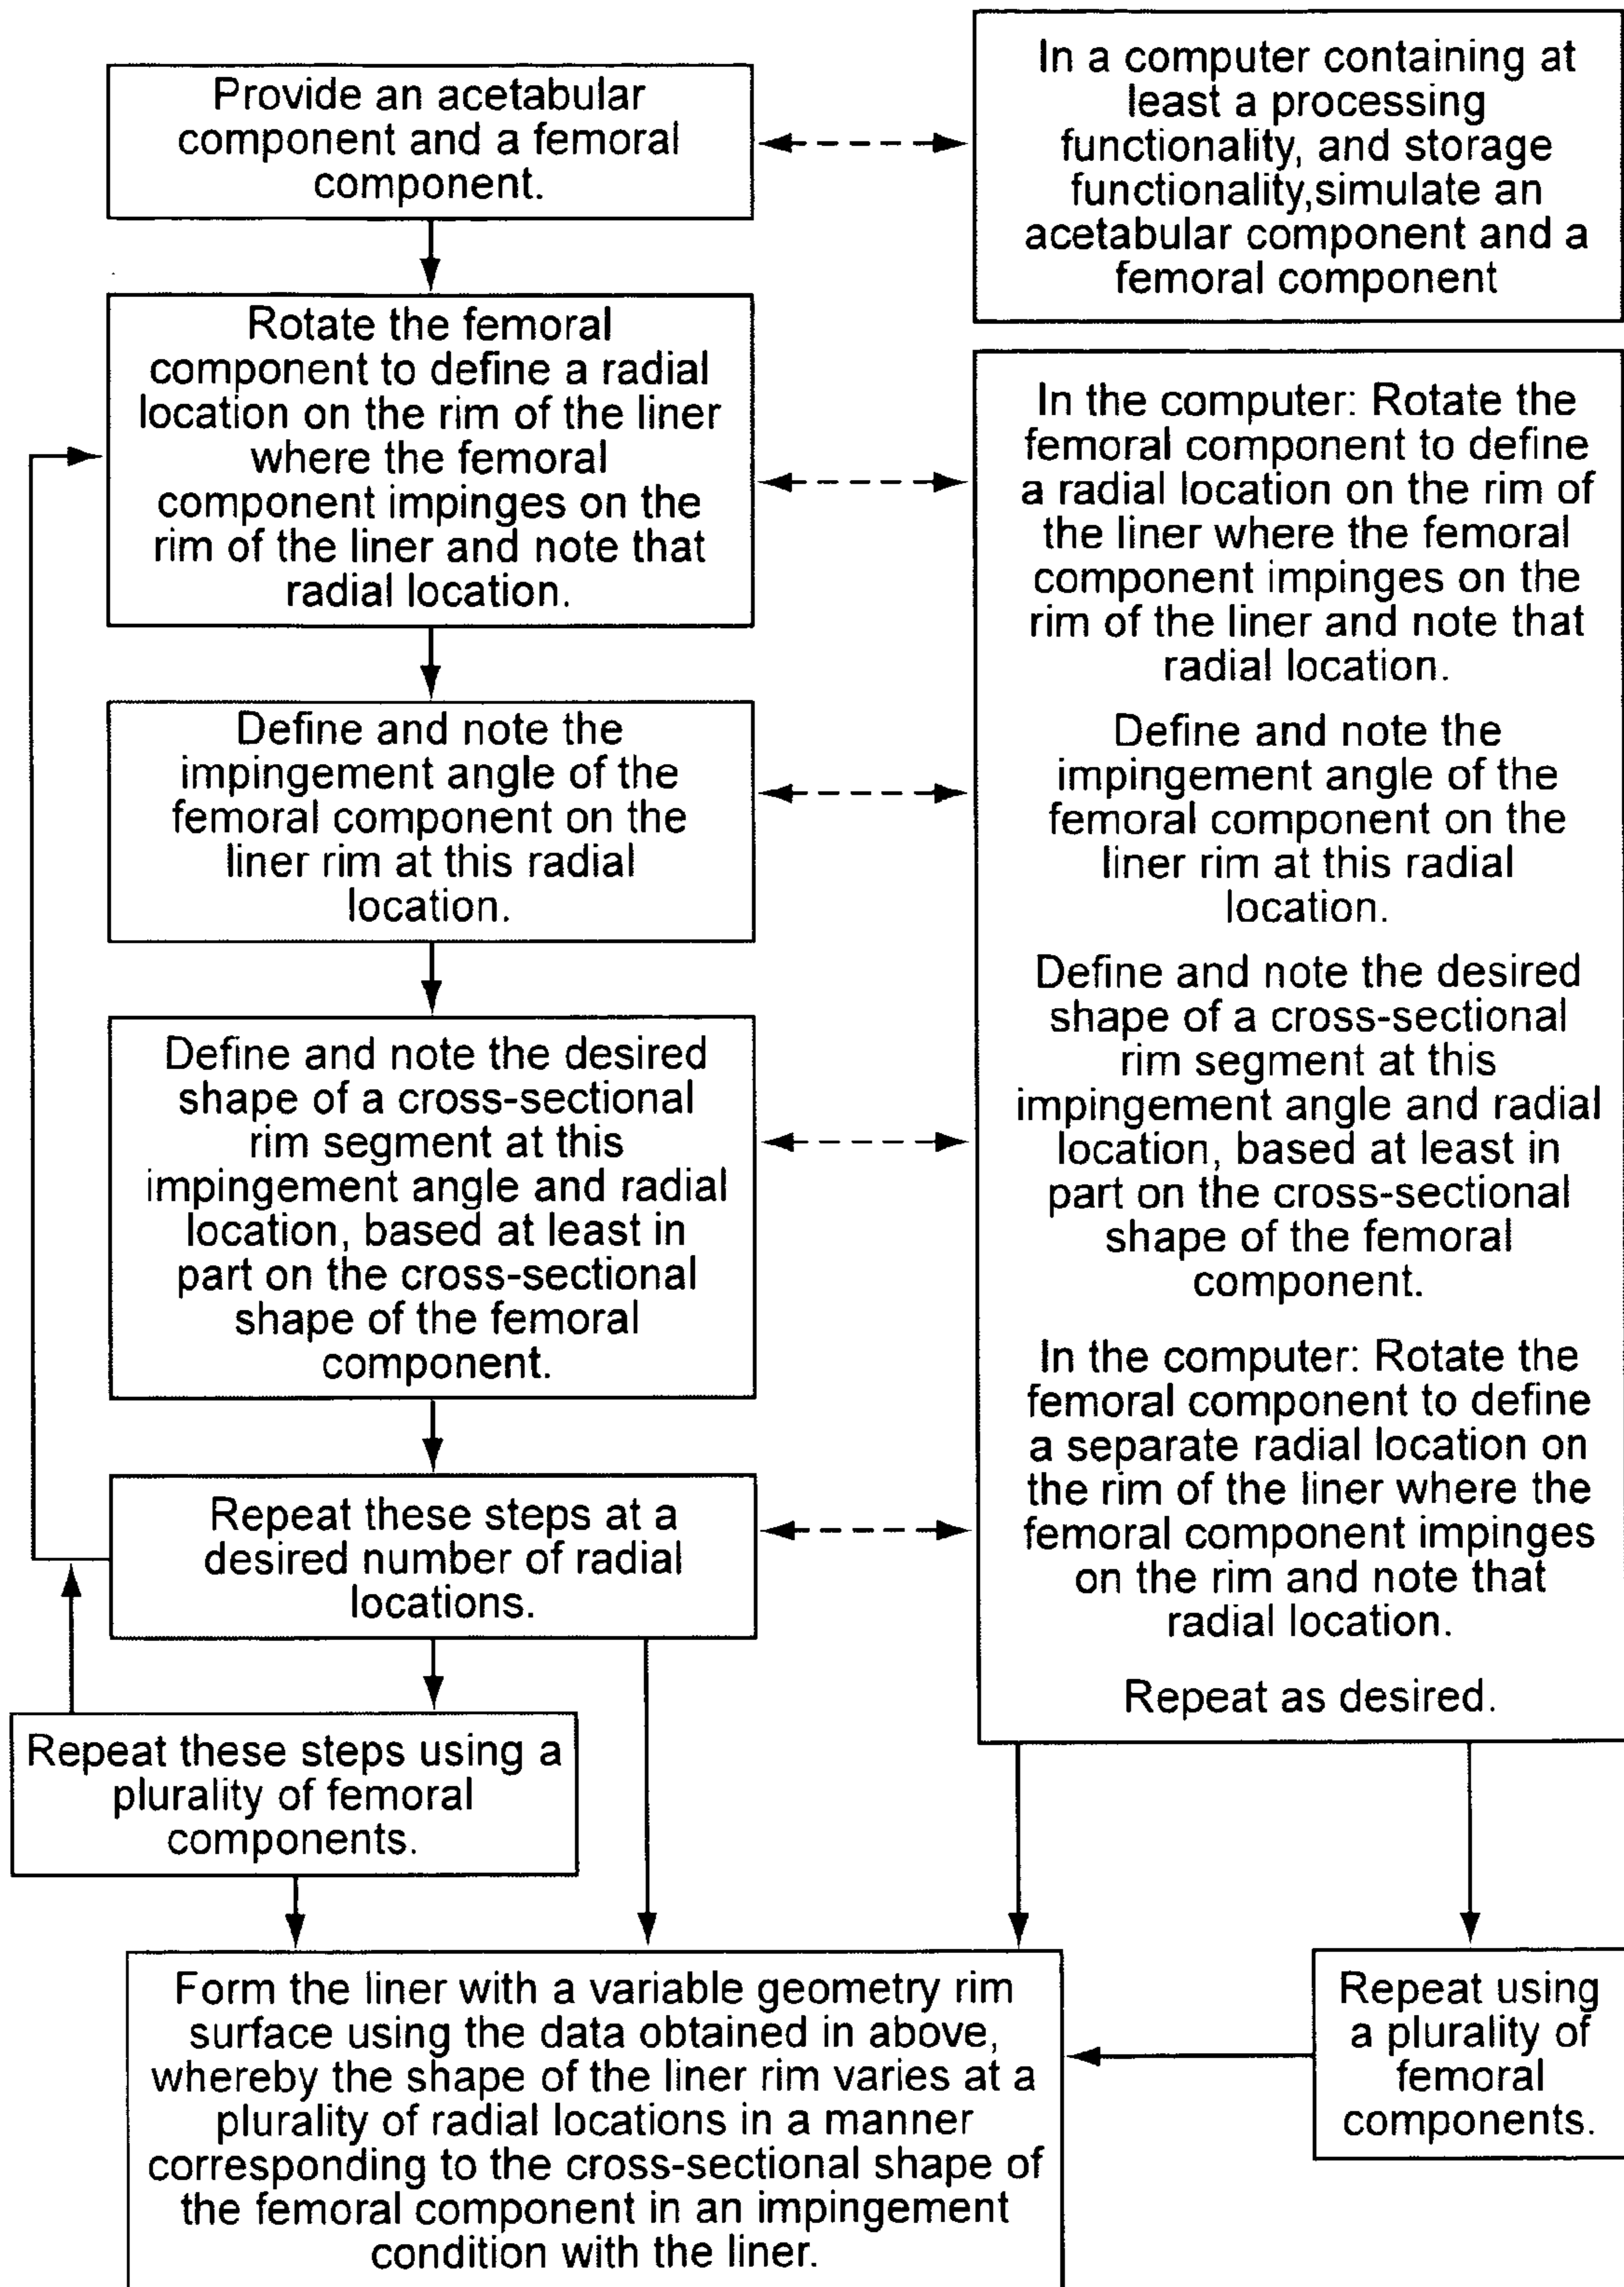 Provide an acetabular
component and a femoral
component.
In a computer containing at
least a processing
functionality, and storage
functionality,simulate an
acetabular component and a
femoral component
Rotate the femoral
component to define a radial
location on the rim of the liner
where the femoral
component impinges on the
rim of the liner and note that
radial location.
Define and note the
impingement angle of the
femoral component on the
liner rim at this radial
location.
Define and note the desired
shape of a cross-sectional
rim segment at this
impingement angle and radial
location, based at least in
part on the cross-sectional
shape of the femoral
component.
Repeat these steps at a
desired number of radial
locations.
Repeat these steps using a
plurality of femoral
components.
In the computer: Rotate the
femoral component to define
a radial location on the rim of
the liner where the femoral
component impinges on the
rim of the liner and note that
radial location.
Define and note the
impingement angle of the
femoral component on the
liner rim at this radial
location.
Define and note the desired
shape of a cross-sectional
rim segment at this
impingement angle and radial
location, based at least in
part on the cross-sectional
shape of the femoral
component.
In the computer: Rotate the
femoral component to define
a separate radial location on
the rim of the liner where the
femoral component impinges
on the rim and note that
radial location.
Repeat as desired.
Form the liner with a variable geometry rim
surface using the data obtained in above,
whereby the shape of the liner rim varies at a
plurality of radial locations in a manner
corresponding to the cross-sectional shape of
the femoral component in an impingement
condition with the liner.
Repeat using
a plurality of
femoral
components.